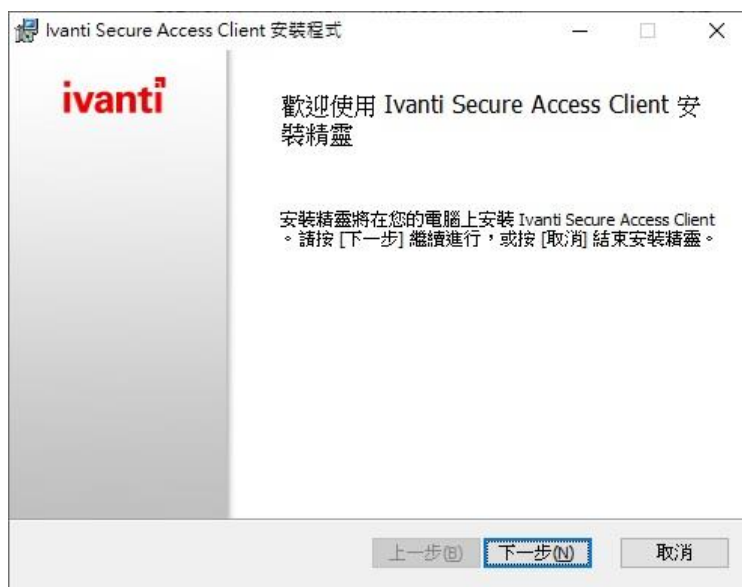 Ivanti Secure Access Client 安裝程式
ivanti
歡迎使用 Ivanti Secure Access Client 安
裝精靈
安裝精靈將在您的電腦上安裝 Ivanti Secure Access Client
。請按 [下一步] 繼續進行，或按 [取消] 結束安裝精靈。
上一步(B) 下一步(N) 取消